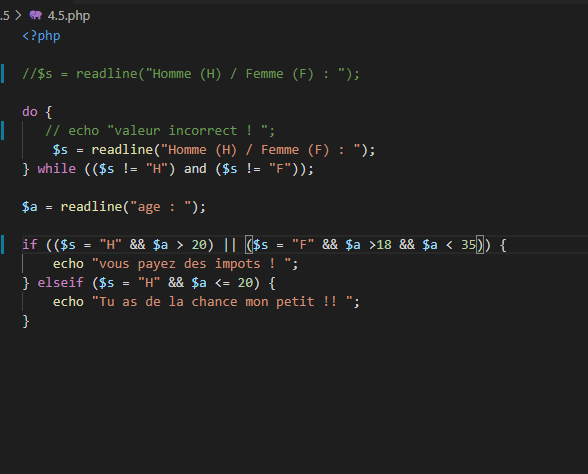 .5 > 4.5.php
<?php
//$s = readline("Homme (H) / Femme (F) : ");
do {
// echo "valeur incorrect ! ";
$s = readline("Homme (H) / Femme (F) : ");
} while (($s != "H") and ($s != "F"));
$a = readline("age : ");
if (($s = "H" && $a > 20) || ($s = "F" && $a >18 && $a < 35)) {
echo "vous payez des impots ! ";
} elseif ($s = "H" && $a <= 20) {
echo "Tu as de la chance mon petit !! ";
}